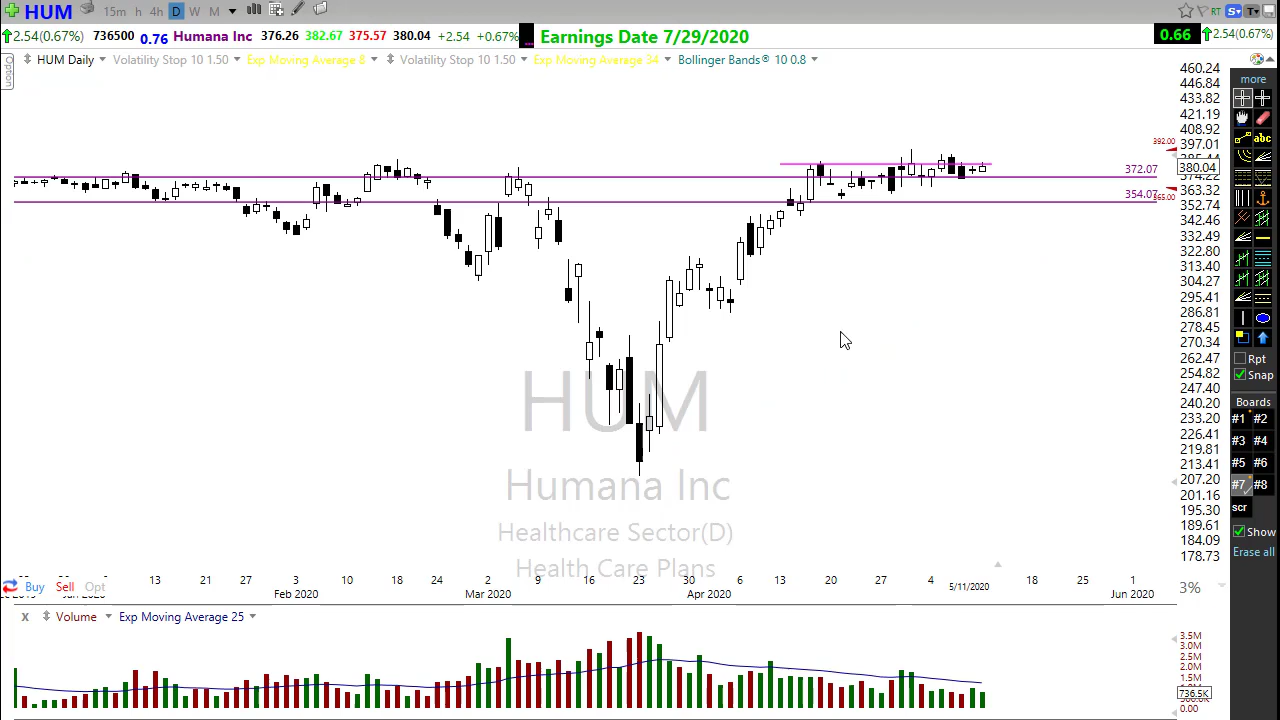 HUM 15m h 4h D W M RT S T
2.54(0.67%) 736500 0.76 Humana Inc 376.26 382.67 375.57 380.04 +2.54 +0.67% Earnings Date 7/29/2020 0.66 2.54(0.67%)
Option HUM Daily Volatility Stop 10 1.50 Exp Moving Average 8 Volatility Stop 10 1.50 Exp Moving Average 34 Bollinger Bands® 10 0.8
460.24
446.84
433.82
421.19
408.92
392.00
397.01
380.04
372.07
363.32
354.07
365.00
352.74
342.46
332.49
322.80
313.40
304.27
295.41
286.81
278.45
270.34
262.47
254.82
247.40
240.20
233.20
226.41
219.81
213.41
207.20
201.16
195.30
189.61
184.09
178.73
more
abc
Rpt
Snap
Boards
#1 #2
#3 #4
#5 #6
#7 #8
scr
Show
Erase all
HUM
Humana Inc
Healthcare Sector(D)
Health Care Plans
13 21 27 3 10 18 24 2 9 16 23 30 6 13 20 27 4 5/11/2020 18 25 1
Feb 2020 Mar 2020 Apr 2020 Jun 2020
Buy Sell Opt 3%
x Volume Exp Moving Average 25
3.5M
3.0M
2.5M
2.0M
1.5M
736.5K
0.00